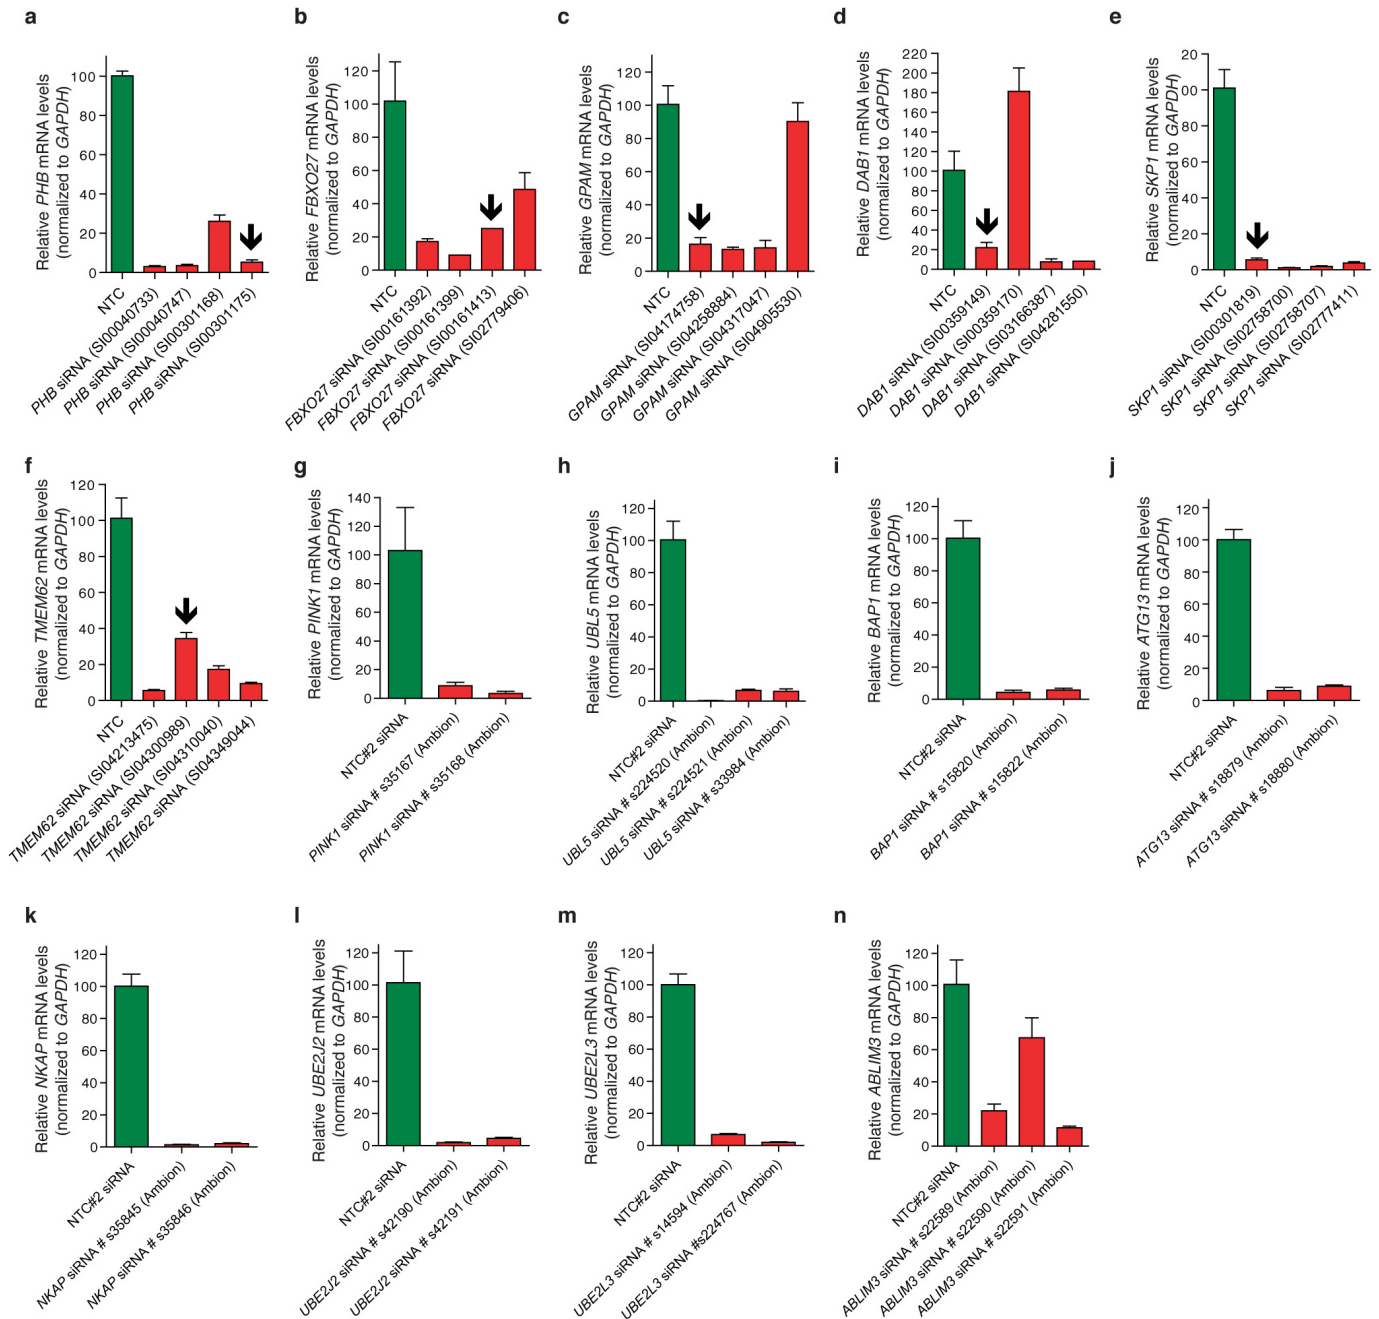 a
Relative PHB mRNA levels
(normalized to GAPDH)
100
80
60
40
20
0
NTC
PHB siRNA (SI00040733)
PHB siRNA (SI00040747)
PHB siRNA (SI00301168)
PHB siRNA (SI00301175)
b
Relative FBXO27 mRNA levels
(normalized to GAPDH)
120
100
80
60
40
20
0
NTC
FBXO27 siRNA (SI00161392)
FBXO27 siRNA (SI00161399)
FBXO27 siRNA (SI00161413)
FBXO27 siRNA (SI02779406)
c
Relative GPAM mRNA levels
(normalized to GAPDH)
120
100
80
60
40
20
0
NTC
GPAM siRNA (SI04174758)
GPAM siRNA (SI04258884)
GPAM siRNA (SI04317047)
GPAM siRNA (SI04905530)
d
Relative DAB1 mRNA levels
(normalized to GAPDH)
220
200
180
160
140
120
100
80
60
40
20
0
NTC
DAB1 siRNA (SI00359149)
DAB1 siRNA (SI00359170)
DAB1 siRNA (SI03166387)
DAB1 siRNA (SI04281550)
e
Relative SKP1 mRNA levels
(normalized to GAPDH)
20
00
80
60
40
20
0
NTC
SKP1 siRNA (SI00301819)
SKP1 siRNA (SI02758700)
SKP1 siRNA (SI02758707)
SKP1 siRNA (SI02777411)
f
Relative TMEM62 mRNA levels
(normalized to GAPDH)
120
100
80
60
40
20
0
NTC
TMEM62 siRNA (SI04213475)
TMEM62 siRNA (SI04300989)
TMEM62 siRNA (SI04310040)
TMEM62 siRNA (SI04349044)
g
Relative PINK1 mRNA levels
(normalized to GAPDH)
140
120
100
80
60
40
20
0
NTC#2 siRNA
PINK1 siRNA # s35167 (Ambion)
PINK1 siRNA # s35168 (Ambion)
h
Relative UBL5 mRNA levels
(normalized to GAPDH)
120
100
80
60
40
20
0
NTC#2 siRNA
UBL5 siRNA # s224520 (Ambion)
UBL5 siRNA # s224521 (Ambion)
UBL5 siRNA # s33984 (Ambion)
i
Relative BAP1 mRNA levels
(normalized to GAPDH)
120
100
80
60
40
20
0
NTC#2 siRNA
BAP1 siRNA # s15820 (Ambion)
BAP1 siRNA # s15822 (Ambion)
j
Relative ATG13 mRNA levels
(normalized to GAPDH)
120
100
80
60
40
20
0
NTC#2 siRNA
ATG13 siRNA # s18879 (Ambion)
ATG13 siRNA # s18880 (Ambion)
k
Relative NKAP mRNA levels
(normalized to GAPDH)
120
100
80
60
40
20
0
NTC#2 siRNA
NKAP siRNA # s35845 (Ambion)
NKAP siRNA # s35846 (Ambion)
l
Relative UBE2J2 mRNA levels
(normalized to GAPDH)
120
100
80
60
40
20
0
NTC#2 siRNA
UBE2J2 siRNA # s42190 (Ambion)
UBE2J2 siRNA # s42191 (Ambion)
m
Relative UBE2L3 mRNA levels
(normalized to GAPDH)
120
100
80
60
40
20
0
NTC#2 siRNA
UBE2L3 siRNA # s14594 (Ambion)
UBE2L3 siRNA #s224767 (Ambion)
n
Relative ABLIM3 mRNA levels
(normalized to GAPDH)
120
100
80
60
40
20
0
NTC#2 siRNA
ABLIM3 siRNA # s22589 (Ambion)
ABLIM3 siRNA # s22590 (Ambion)
ABLIM3 siRNA # s22591 (Ambion)